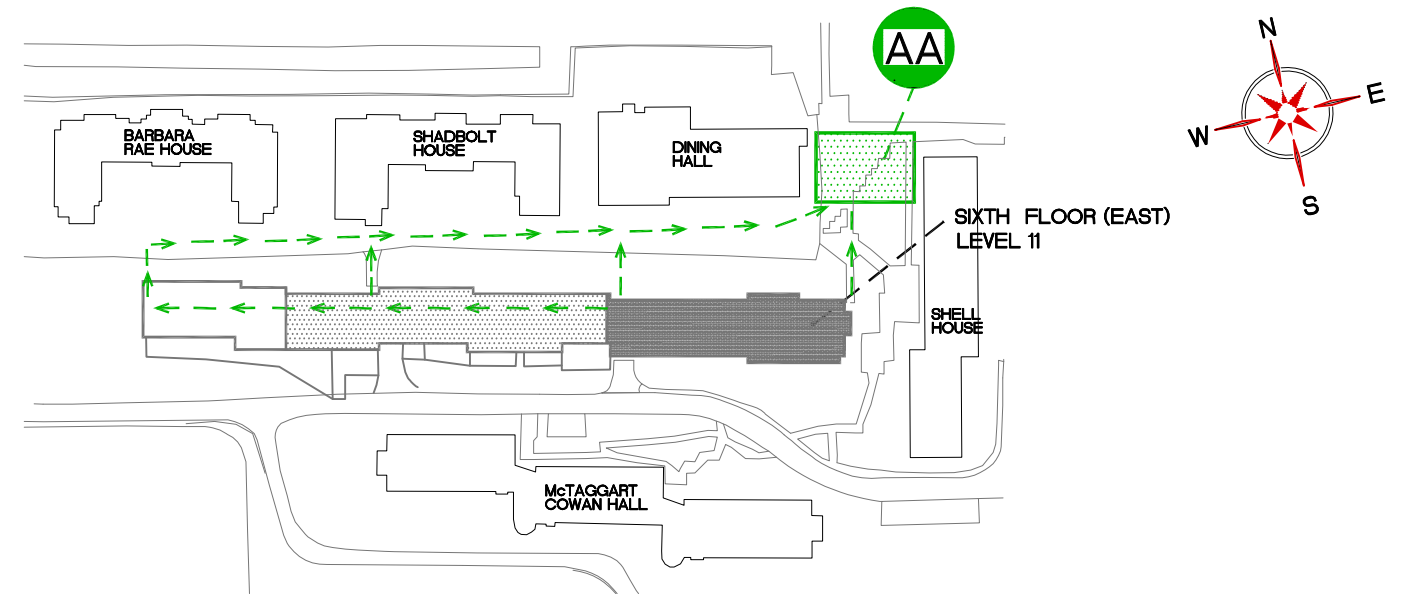 AA
N
E
W
S
BARBARA
RAE HOUSE
SHADBOLT
HOUSE
DINING
HALL
SIXTH FLOOR (EAST)
LEVEL 11
SHELL
HOUSE
McTAGGART
COWAN HALL